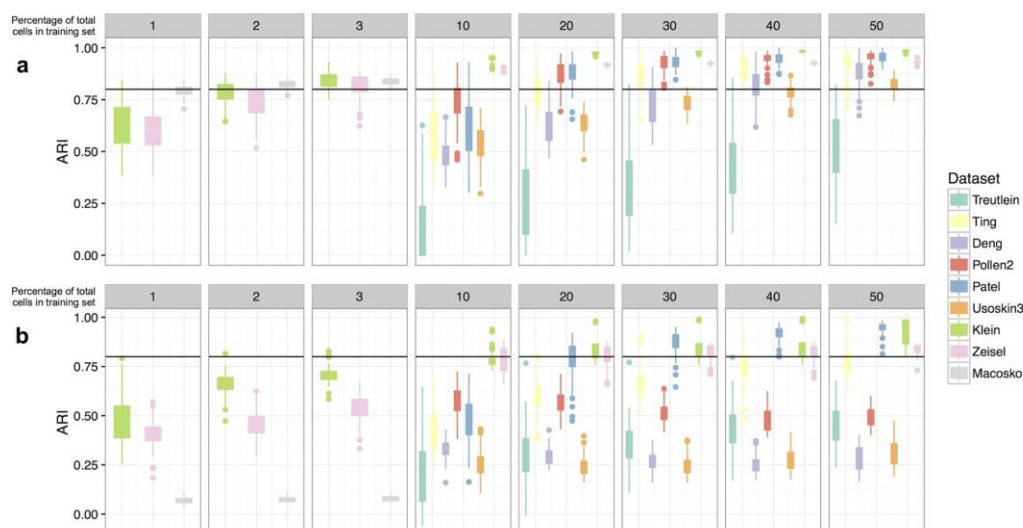 Percentage of total
cells in training set
1 2 3 10 20 30 40 50
a
1.00
0.75
0.50
0.25
0.00
ARI
Percentage of total
cells in training set
1 2 3 10 20 30 40 50
b
1.00
0.75
0.50
0.25
0.00
ARI
Dataset
Treutlein
Ting
Deng
Pollen2
Patel
Usoskin3
Klein
Zeisel
Macosko